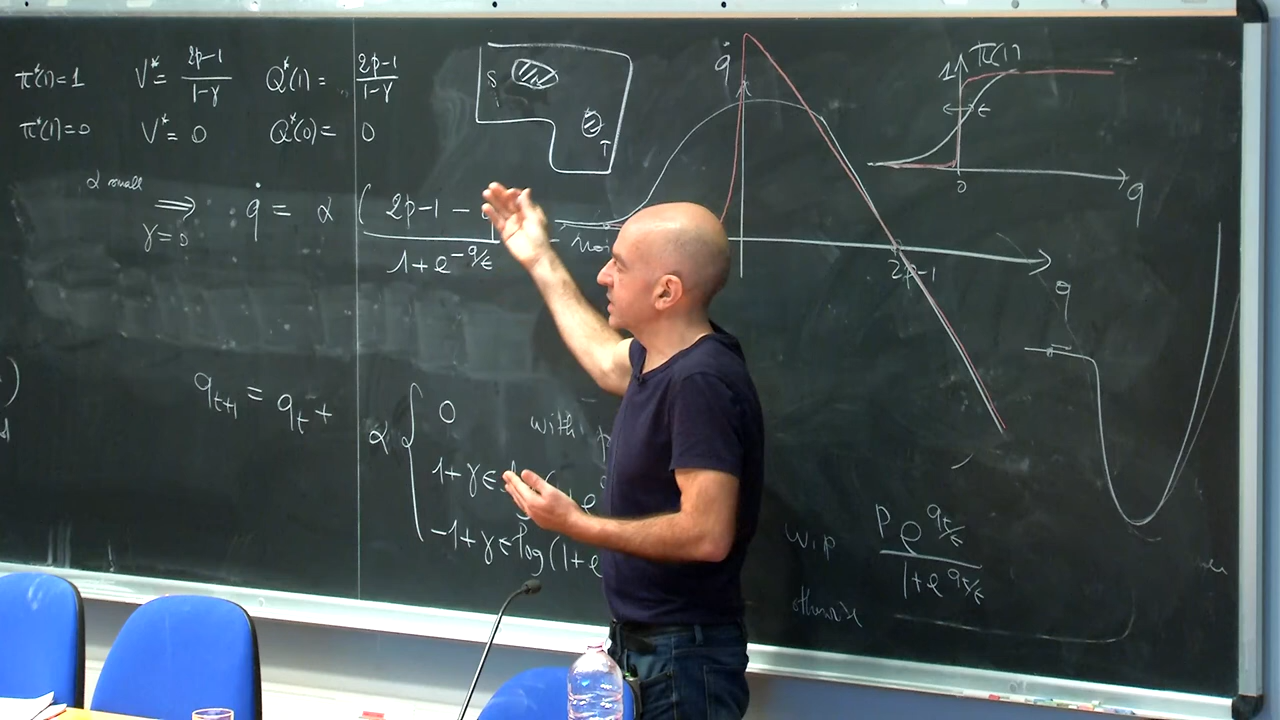 π*(1)=1 V*= (2p-1)/(1-γ) Q*(1)= (2p-1)/(1-γ)
π*(1)=0 V*= 0 Q*(0)= 0
S
T
q̇
2p-1
q
1 π(1)
ϵ
0
q
α small
γ=0 ⇒ q̇ = α (2p-1 -
1+e^{-q/ϵ}
q_{t+1} = q_t + α {
0 with p
1+γϵ
-1+γϵ log(1+e
w.p p e^{q_t/ϵ} / 1+e^{q_t/ϵ}
otherwise